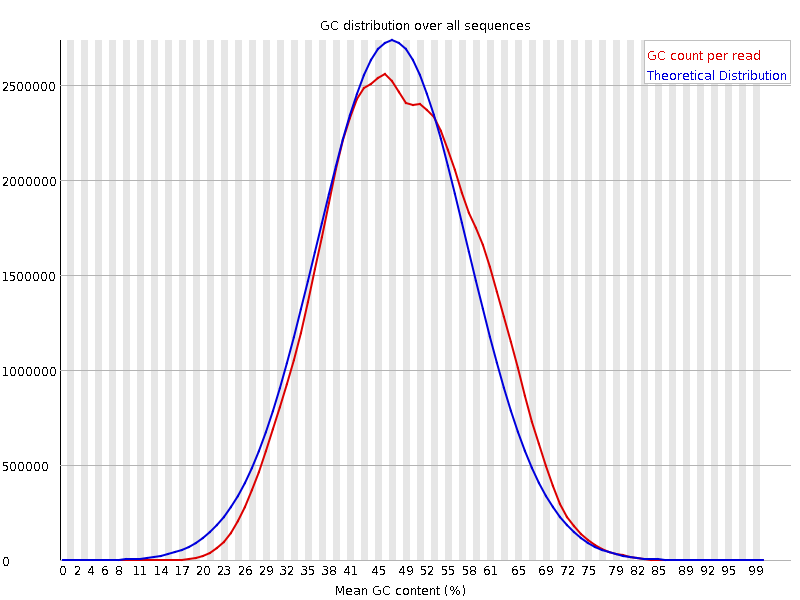 GC distribution over all sequences
GC count per read
Theoretical Distribution
2500000
2000000
1500000
1000000
500000
0
0 2 4 6 8 11 14 17 20 23 26 29 32 35 38 41 45 49 52 55 58 61 65 69 72 75 79 82 85 89 92 95 99
Mean GC content (%)